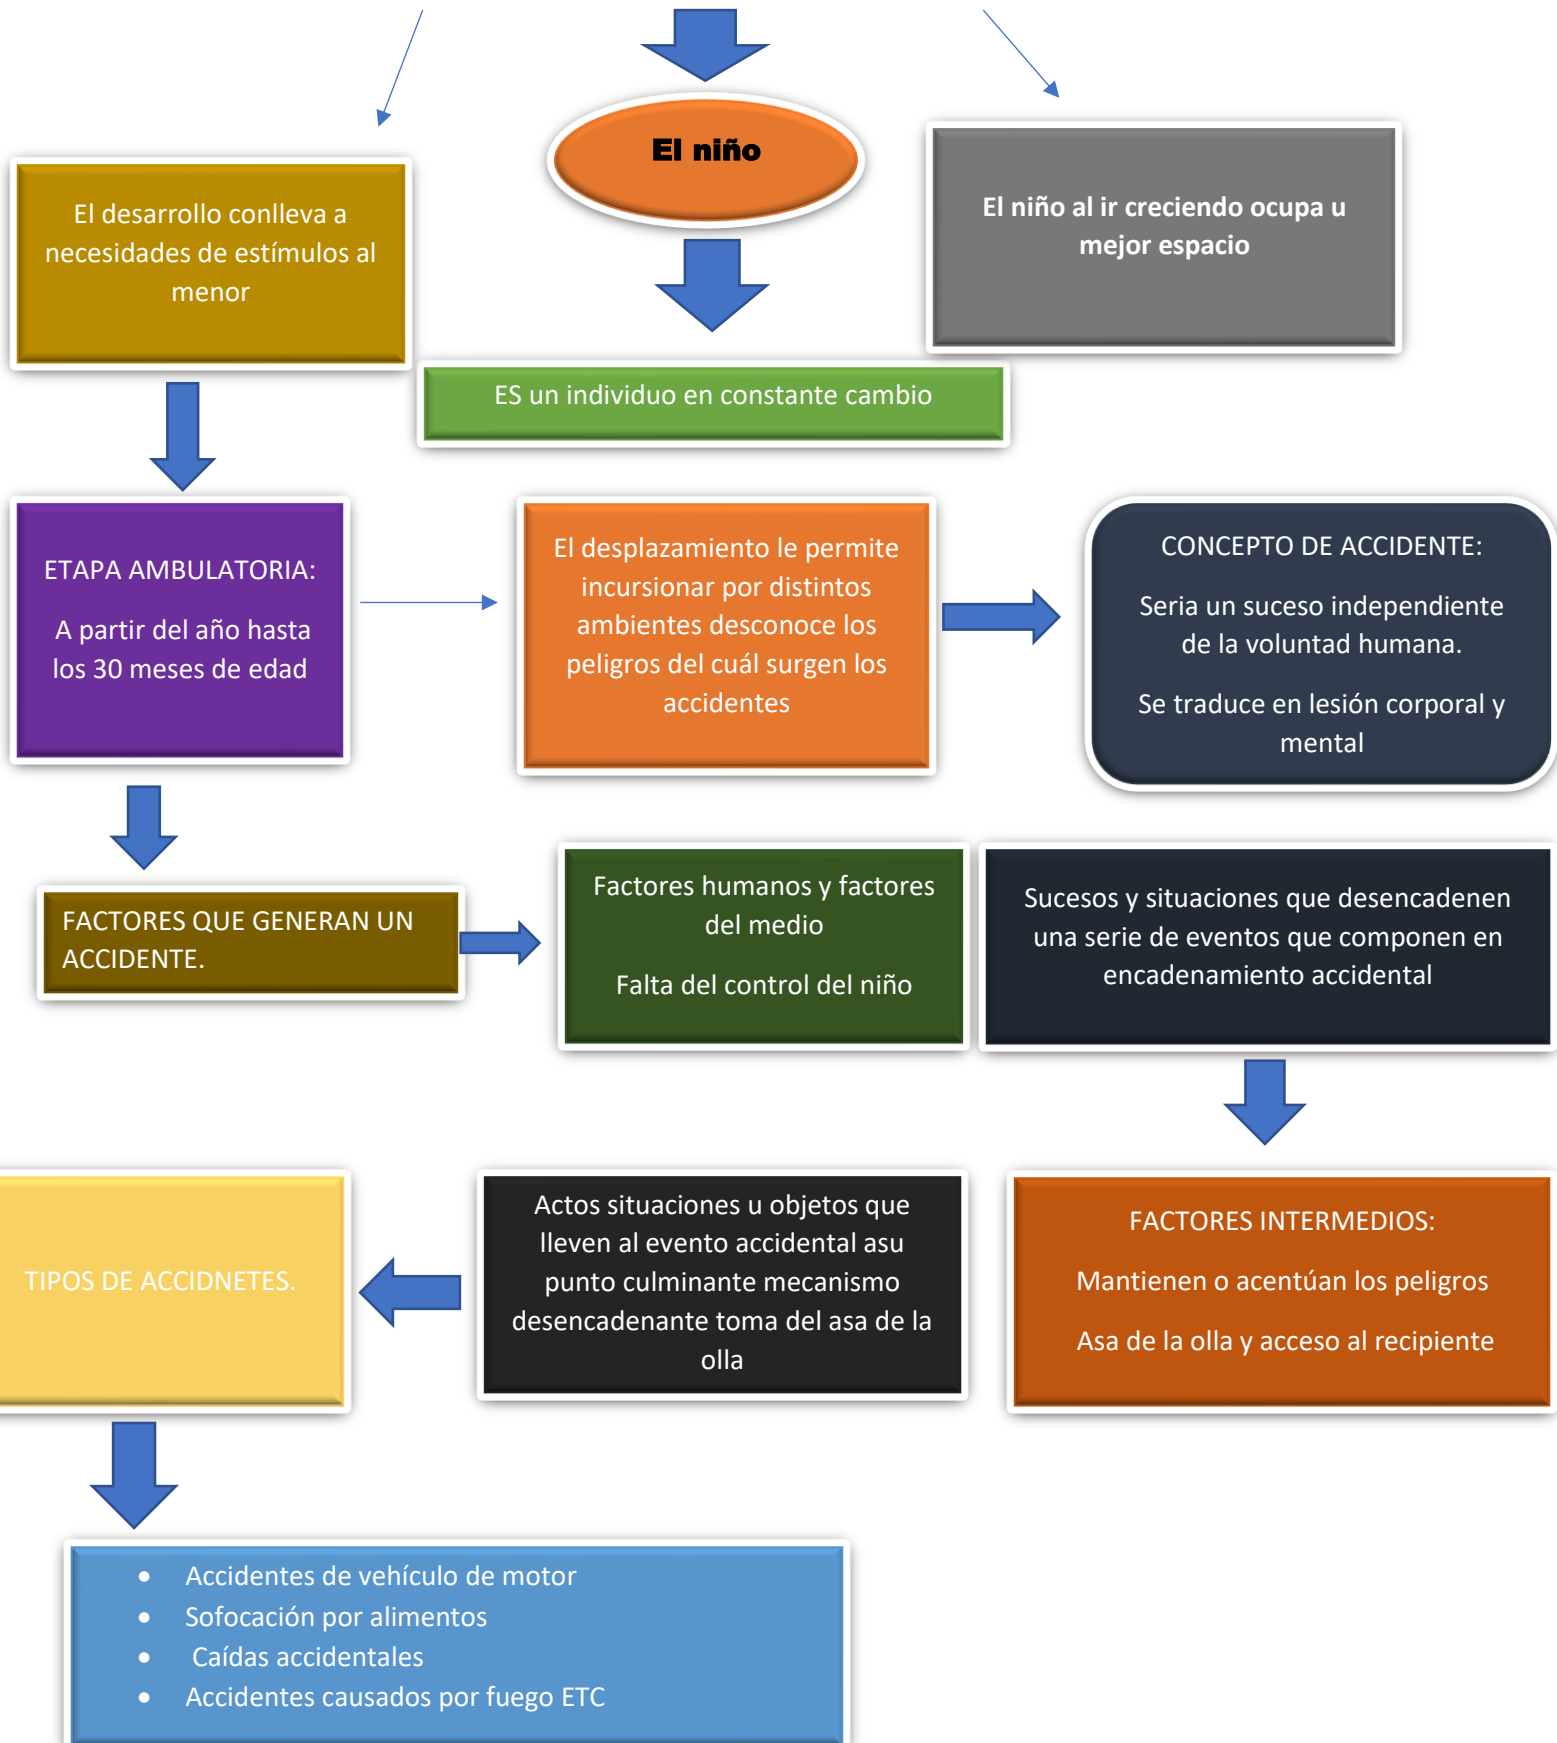 El niño
El desarrollo conlleva a
necesidades de estímulos al
menor
El niño al ir creciendo ocupa u
mejor espacio
ES un individuo en constante cambio
ETAPA AMBULATORIA:
A partir del año hasta
los 30 meses de edad
El desplazamiento le permite
incursionar por distintos
ambientes desconoce los
peligros del cuál surgen los
accidentes
CONCEPTO DE ACCIDENTE:
Seria un suceso independiente
de la voluntad humana.
Se traduce en lesión corporal y
mental
FACTORES QUE GENERAN UN
ACCIDENTE.
Factores humanos y factores
del medio
Falta del control del niño
Sucesos y situaciones que desencadenen
una serie de eventos que componen en
encadenamiento accidental
TIPOS DE ACCIDNETES.
Actos situaciones u objetos que
lleven al evento accidental asu
punto culminante mecanismo
desencadenante toma del asa de la
olla
FACTORES INTERMEDIOS:
Mantienen o acentúan los peligros
Asa de la olla y acceso al recipiente
• Accidentes de vehículo de motor
• Sofocación por alimentos
• Caídas accidentales
• Accidentes causados por fuego ETC